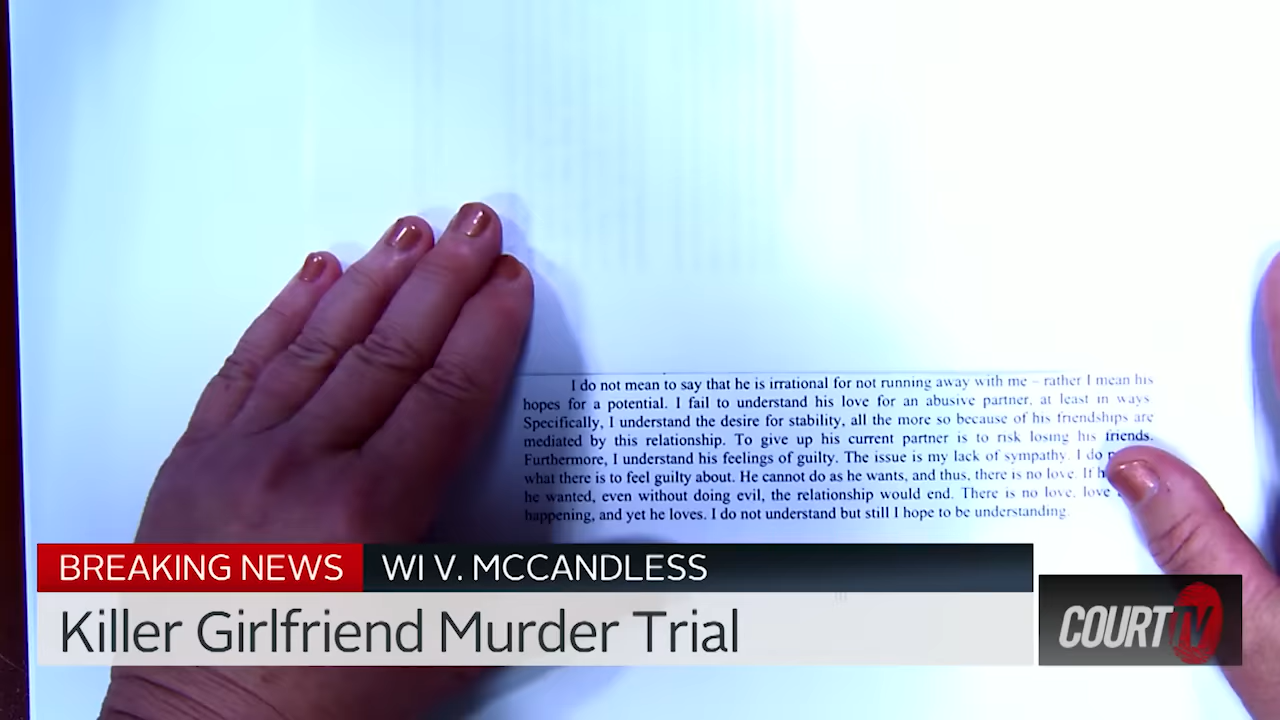 I do not mean to say that he is irrational for not running away with me – rather I mean his
hopes for a potential. I fail to understand his love for an abusive partner, at least in ways
Specifically, I understand the desire for stability, all the more so because of his friendships are
mediated by this relationship. To give up his current partner is to risk losing his friends.
Furthermore, I understand his feelings of guilty. The issue is my lack of sympathy. I do
what there is to feel guilty about. He cannot do as he wants, and thus, there is no love. If
he wanted, even without doing evil, the relationship would end. There is no love, love
happening, and yet he loves. I do not understand but still I hope to be understanding.
BREAKING NEWS WI V. MCCANDLESS
Killer Girlfriend Murder Trial
COURT TV